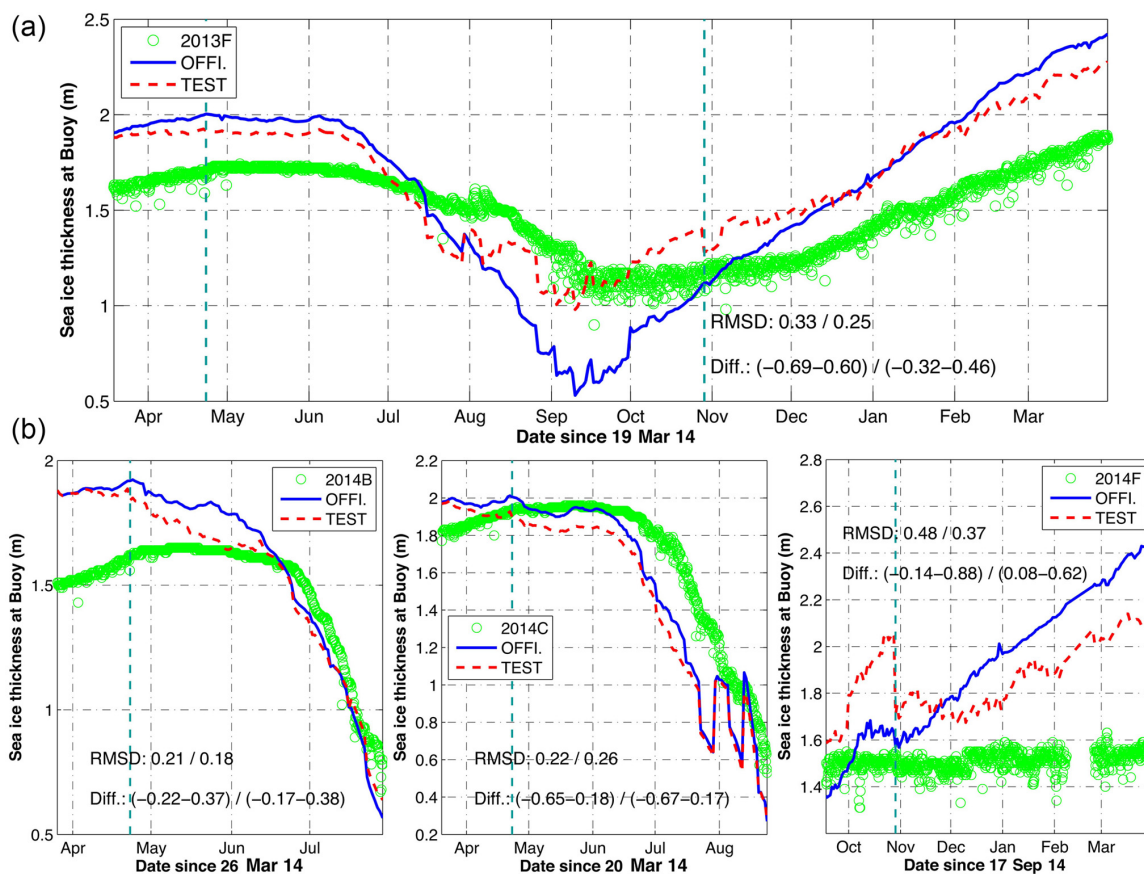 (a)
2.5
2
1.5
1
0.5
Sea ice thickness at Buoy (m)
2013F
OFFI.
TEST
RMSD: 0.33 / 0.25
Diff.: (−0.69−0.60) / (−0.32−0.46)
Apr May Jun Jul Aug Sep Oct Nov Dec Jan Feb Mar
Date since 19 Mar 14
(b)
2
1.5
1
0.5
Sea ice thickness at Buoy (m)
2014B
OFFI.
TEST
RMSD: 0.21 / 0.18
Diff.: (−0.22−0.37) / (−0.17−0.38)
Apr May Jun Jul
Date since 26 Mar 14
2.2
2
1.8
1.6
1.4
1.2
1
0.8
0.6
0.4
0.2
Sea ice thickness at Buoy (m)
2014C
OFFI.
TEST
RMSD: 0.22 / 0.26
Diff.: (−0.65−0.18) / (−0.67−0.17)
Apr May Jun Jul Aug
Date since 20 Mar 14
2.8
2.6
2.4
2.2
2
1.8
1.6
1.4
Sea ice thickness at Buoy (m)
2014F
OFFI.
TEST
RMSD: 0.48 / 0.37
Diff.: (−0.14−0.88) / (0.08−0.62)
Oct Nov Dec Jan Feb Mar
Date since 17 Sep 14